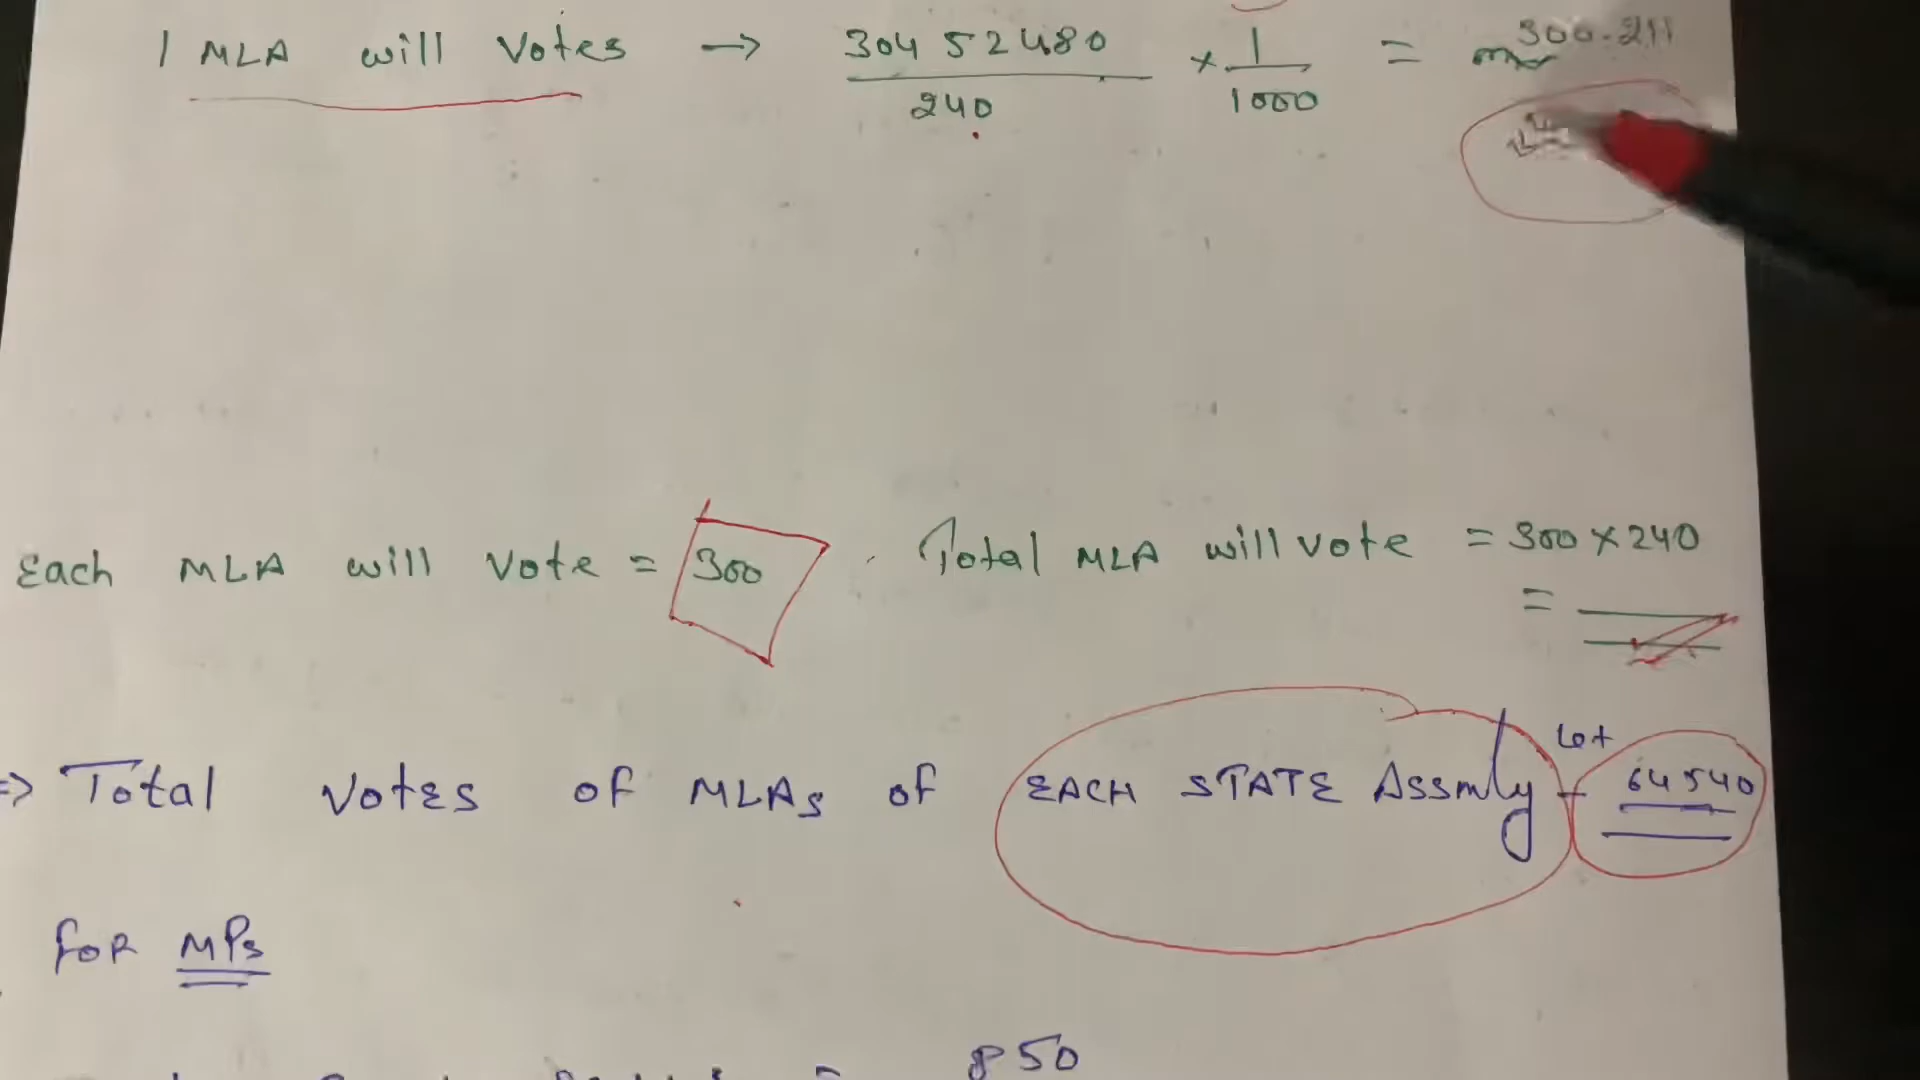 1 MLA will Votes → 30452480 / 240 × 1 / 1000 = 300.211
Each MLA will vote = 300 . Total MLA will vote = 300 × 240
=
=> Total Votes of MLAs of EACH STATE Assmly - Let 64540
for MPs
= 850